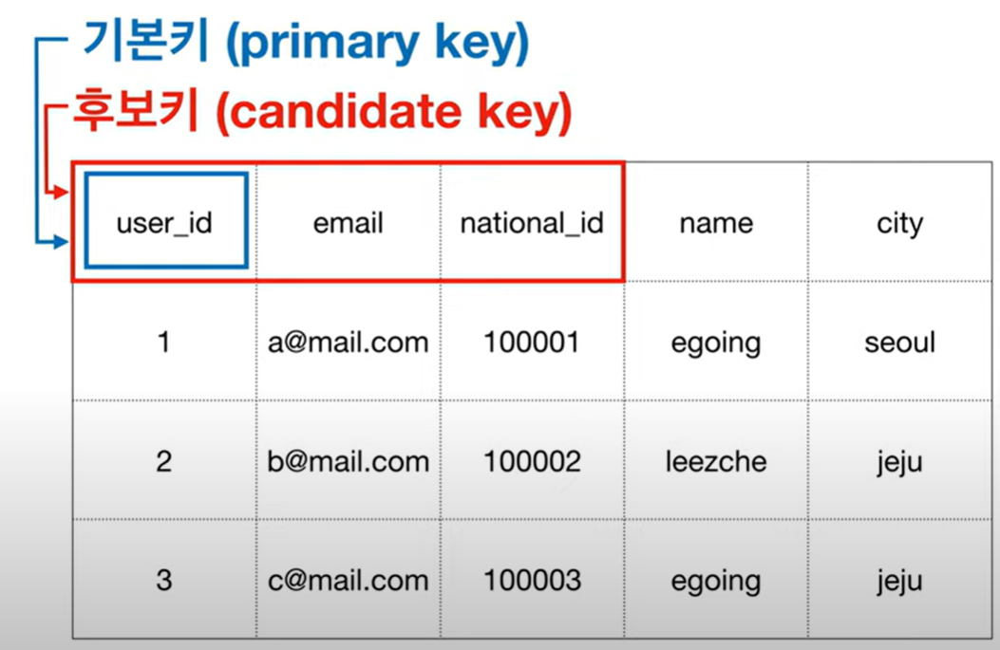 기본키 (primary key)
후보키 (candidate key)
user_id email national_id name city
1 a@mail.com 100001 egoing seoul
2 b@mail.com 100002 leezche jeju
3 c@mail.com 100003 egoing jeju